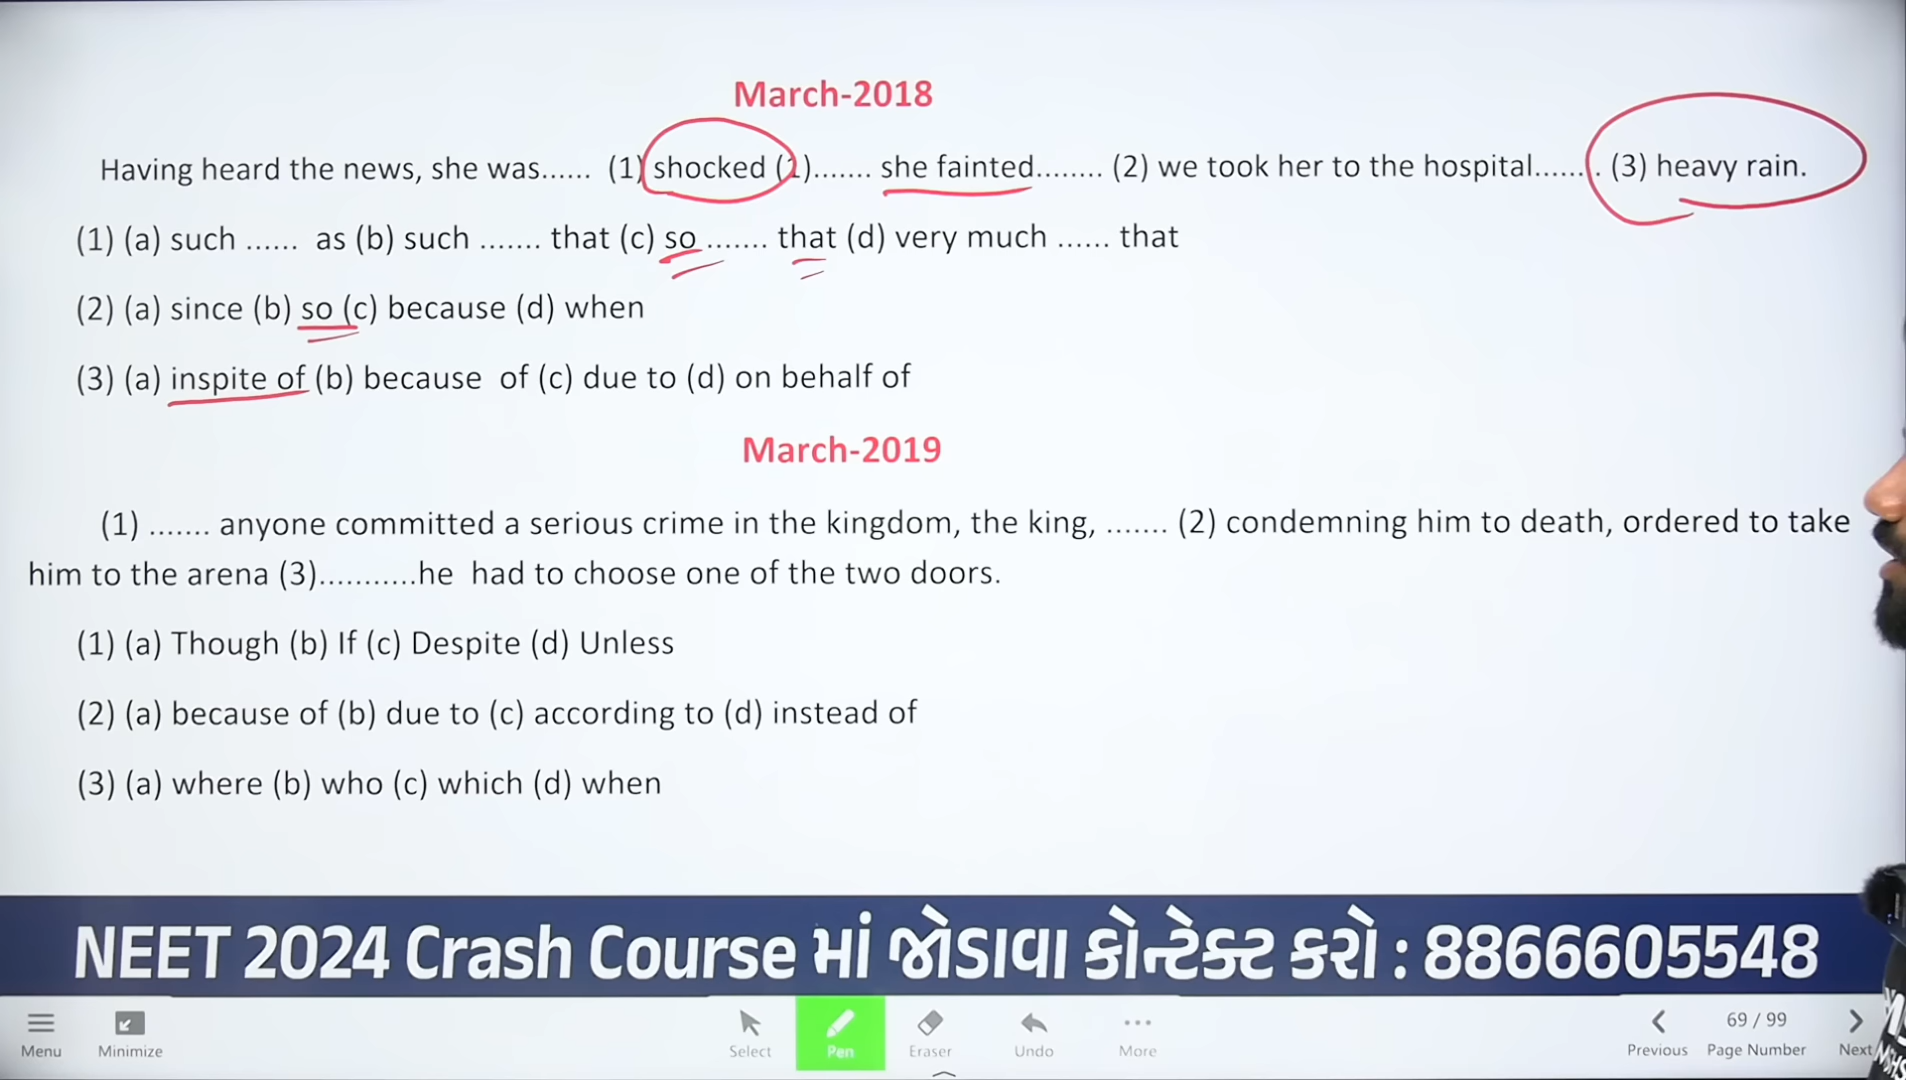 March-2018
Having heard the news, she was...... (1) shocked (1)....... she fainted........ (2) we took her to the hospital....... (3) heavy rain.
(1) (a) such ...... as (b) such ....... that (c) so ....... that (d) very much ...... that
(2) (a) since (b) so (c) because (d) when
(3) (a) inspite of (b) because of (c) due to (d) on behalf of
March-2019
(1) ....... anyone committed a serious crime in the kingdom, the king, ....... (2) condemning him to death, ordered to take
him to the arena (3)...........he had to choose one of the two doors.
(1) (a) Though (b) If (c) Despite (d) Unless
(2) (a) because of (b) due to (c) according to (d) instead of
(3) (a) where (b) who (c) which (d) when
NEET 2024 Crash Course માં જોડાવા કોન્ટેક્ટ કરો : 8866605548
Menu Minimize Select Pen Eraser Undo More Previous 69 / 99 Page Number Next